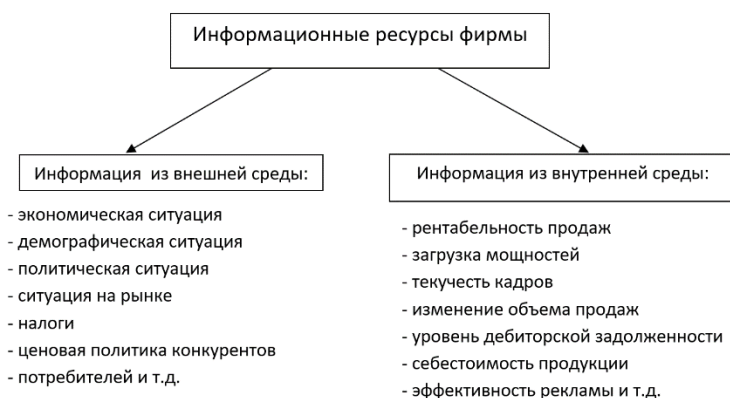 Информационные ресурсы фирмы
Информация из внешней среды:
- экономическая ситуация
- демографическая ситуация
- политическая ситуация
- ситуация на рынке
- налоги
- ценовая политика конкурентов
- потребителей и т.д.
Информация из внутренней среды:
- рентабельность продаж
- загрузка мощностей
- текучесть кадров
- изменение объема продаж
- уровень дебиторской задолженности
- себестоимость продукции
- эффективность рекламы и т.д.